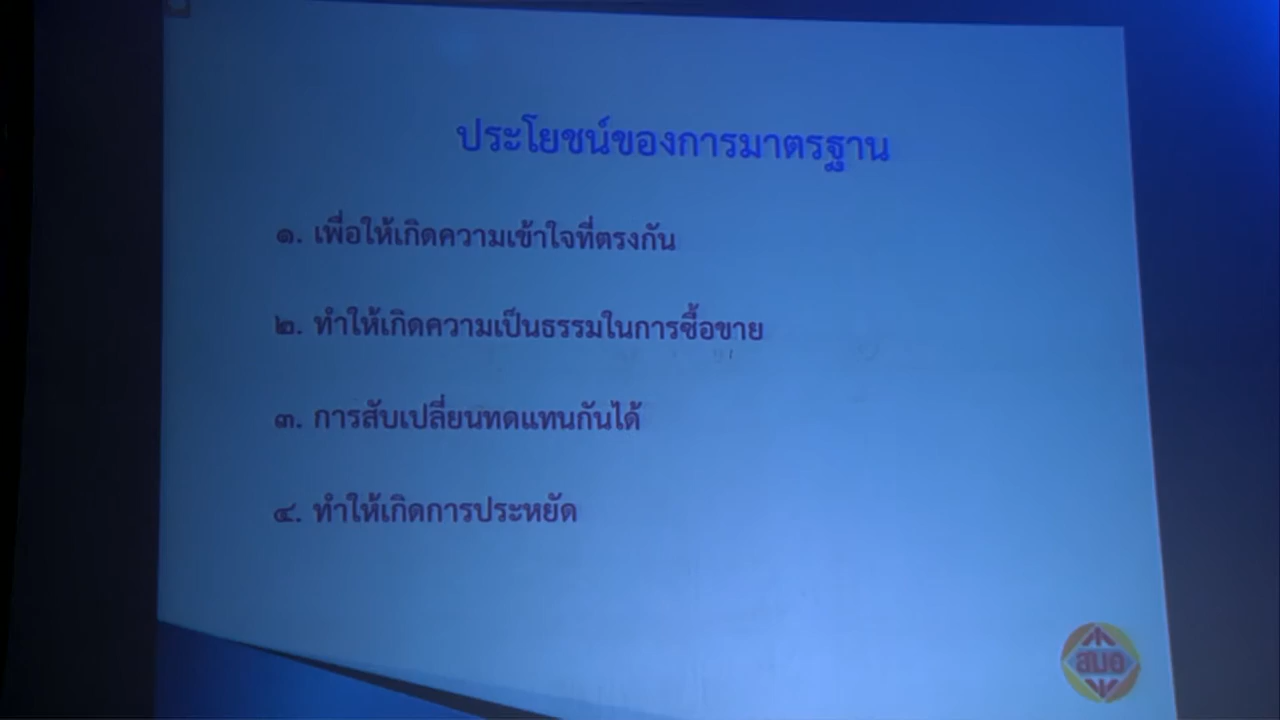 ประโยชน์ของการมาตรฐาน
๑. เพื่อให้เกิดความเข้าใจที่ตรงกัน
๒. ทำให้เกิดความเป็นธรรมในการซื้อขาย
๓. การสับเปลี่ยนทดแทนกันได้
๔. ทำให้เกิดการประหยัด
สมอ